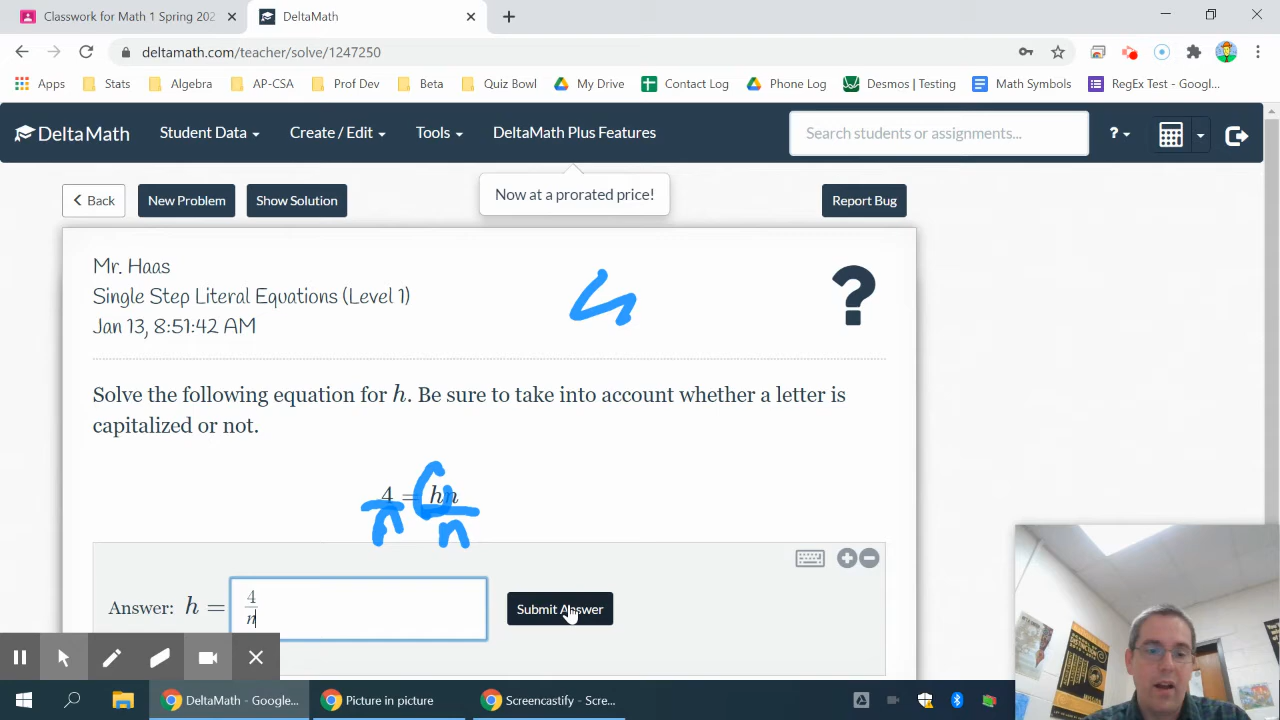 Classwork for Math 1 Spring 202
DeltaMath
deltamath.com/teacher/solve/1247250
Apps
Stats
Algebra
AP-CSA
Prof Dev
Beta
Quiz Bowl
My Drive
Contact Log
Phone Log
Desmos | Testing
Math Symbols
RegEx Test - Googl...
DeltaMath
Student Data
Create / Edit
Tools
DeltaMath Plus Features
Search students or assignments...
?
Now at a prorated price!
Back
New Problem
Show Solution
Report Bug
Mr. Haas
Single Step Literal Equations (Level 1)
Jan 13, 8:51:42 AM
?
Solve the following equation for h. Be sure to take into account whether a letter is
capitalized or not.
4 = hn
n n
Answer: h =
4
n
Submit Answer
DeltaMath - Google...
Picture in picture
Screencastify - Scre...